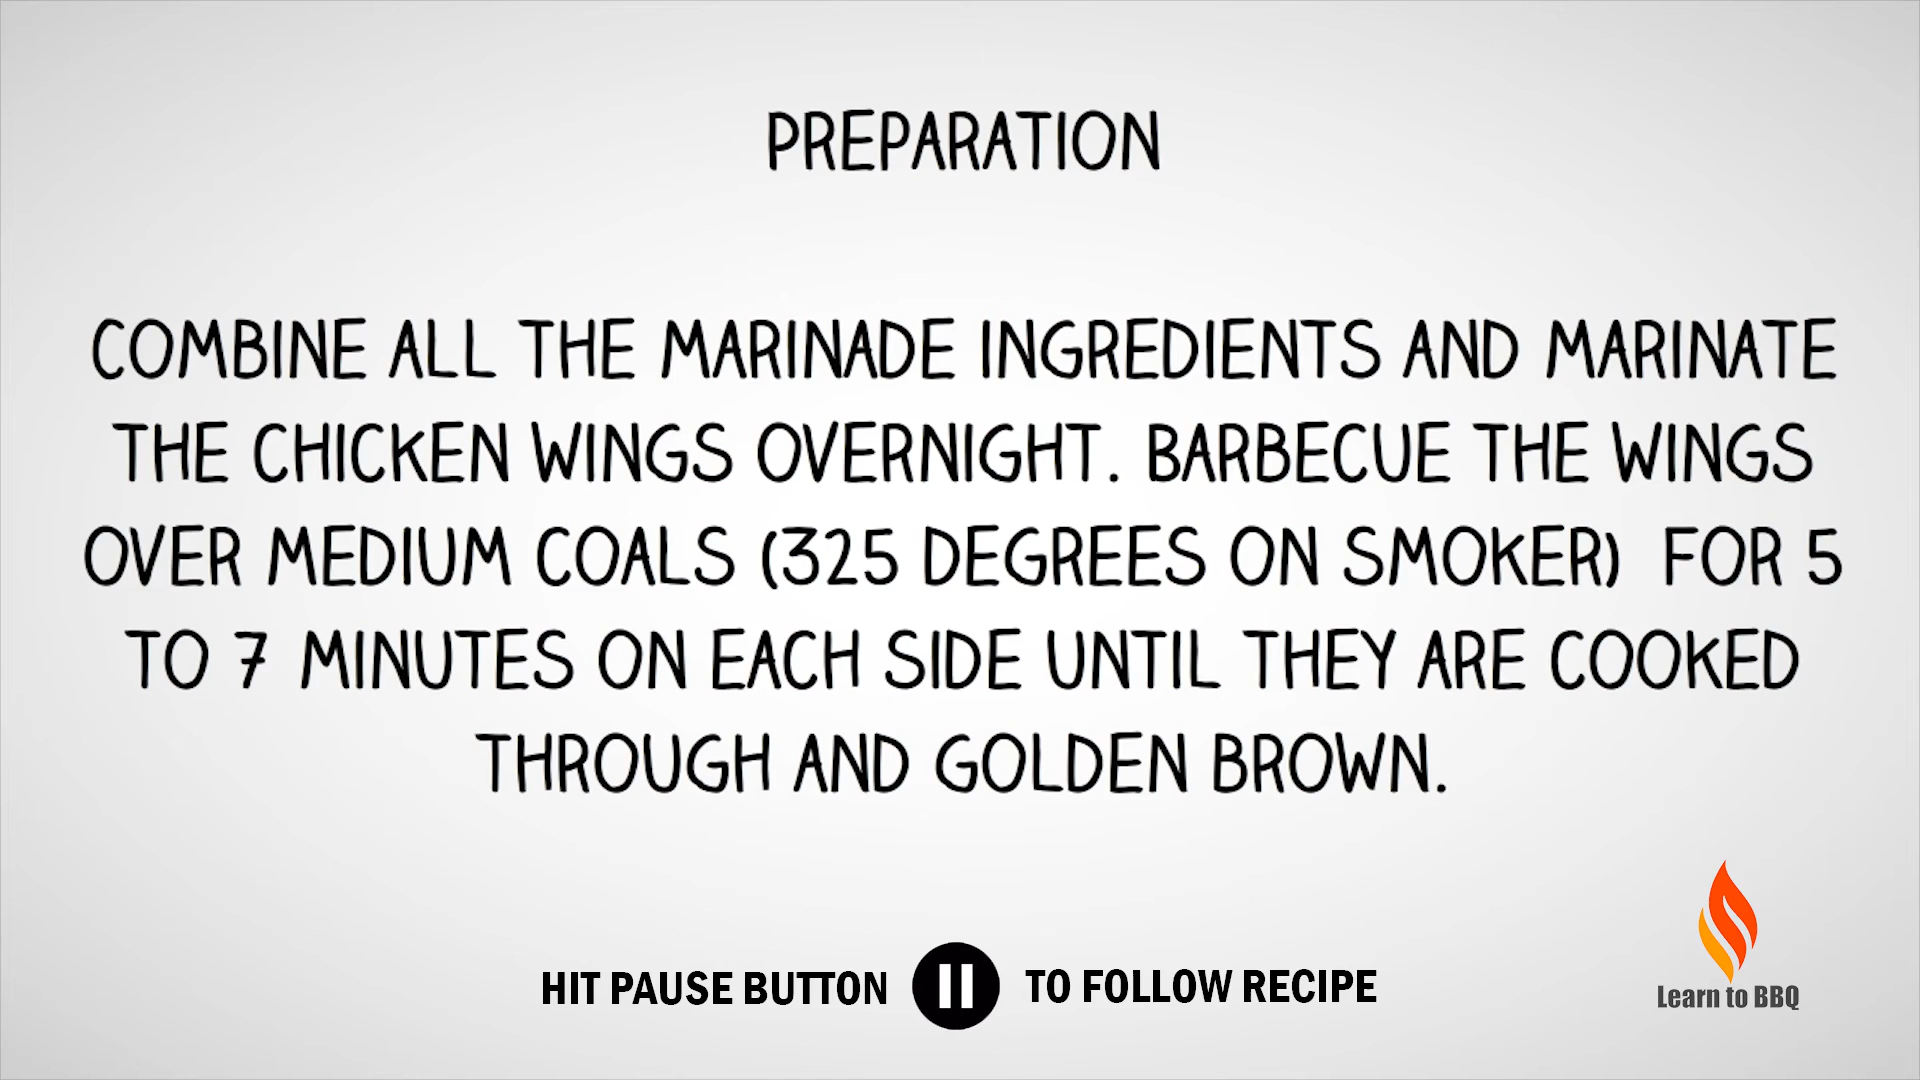 PREPARATION
COMBINE ALL THE MARINADE INGREDIENTS AND MARINATE
THE CHICKEN WINGS OVERNIGHT. BARBECUE THE WINGS
OVER MEDIUM COALS (325 DEGREES ON SMOKER) FOR 5
TO 7 MINUTES ON EACH SIDE UNTIL THEY ARE COOKED
THROUGH AND GOLDEN BROWN.
HIT PAUSE BUTTON TO FOLLOW RECIPE
Learn to BBQ